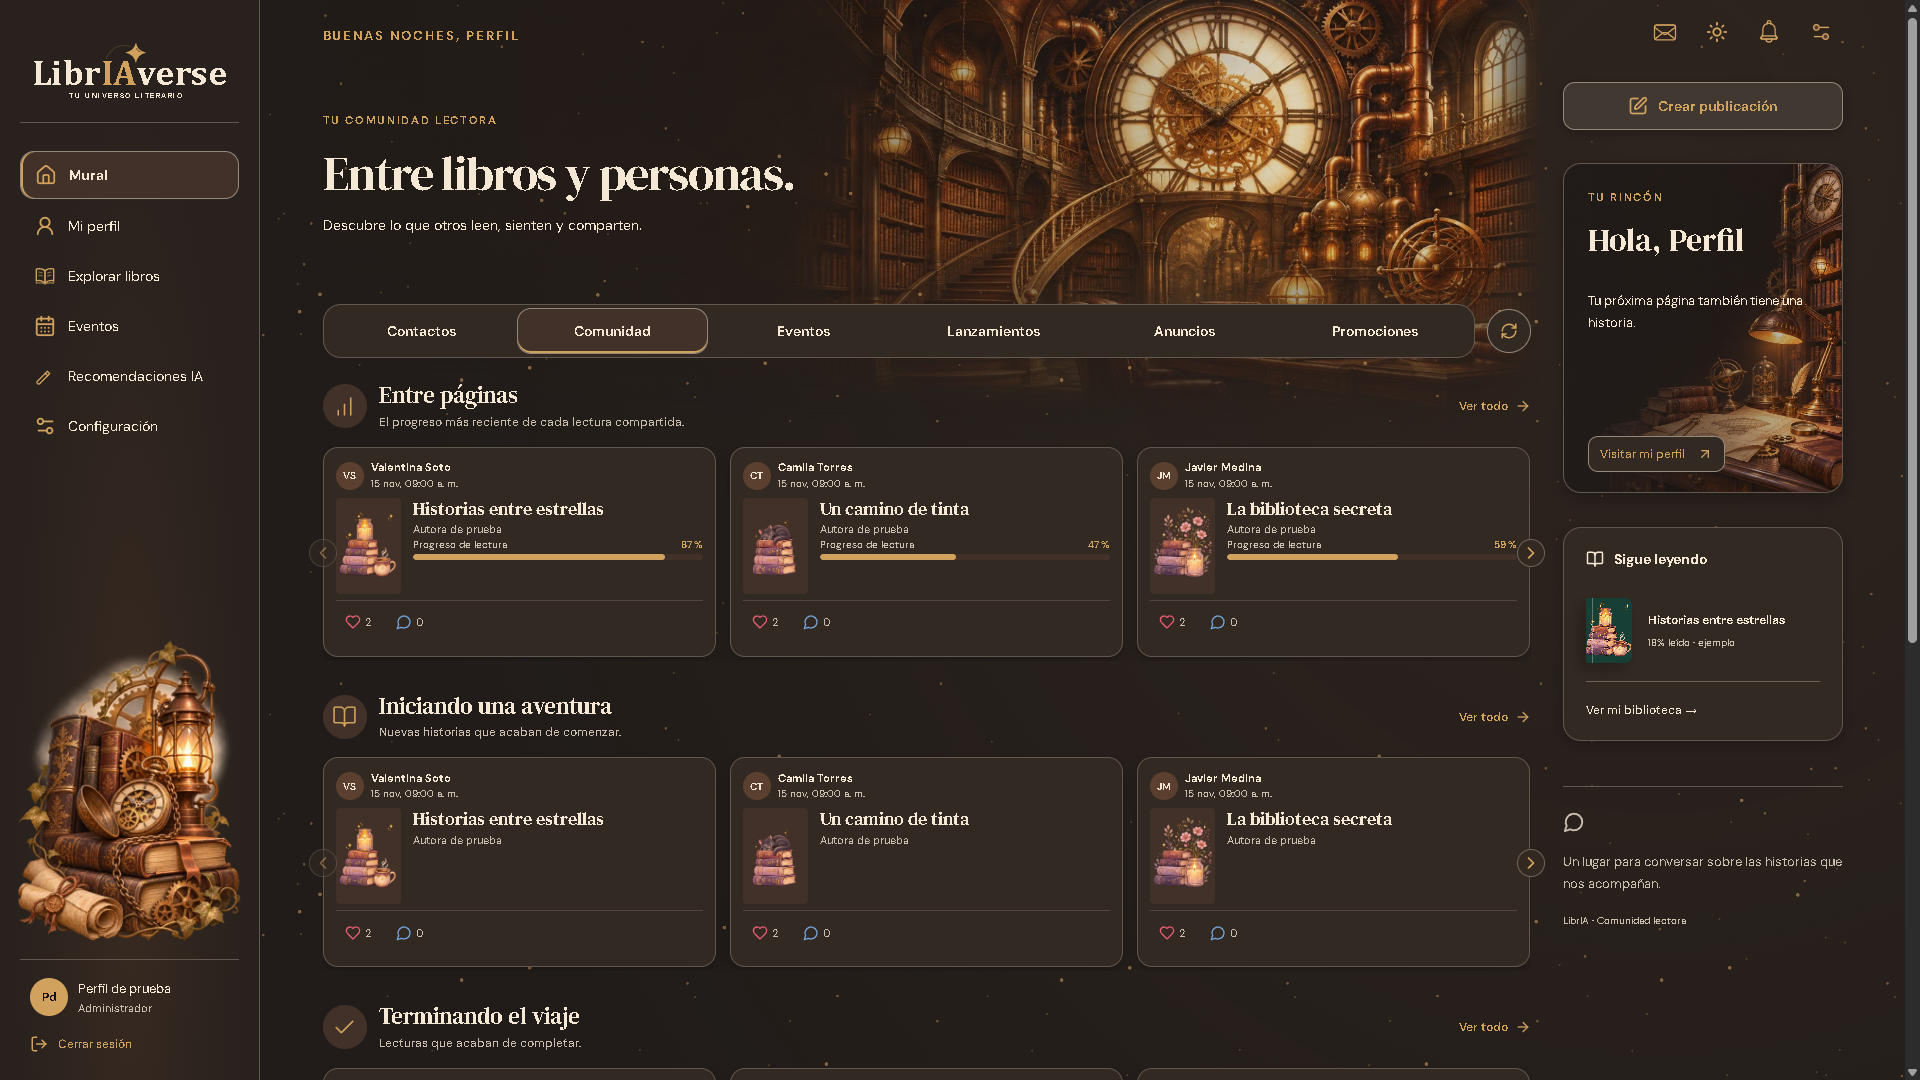 LibrIAverse
TU UNIVERSO LITERARIO
Mural
Mi perfil
Explorar libros
Eventos
Recomendaciones IA
Configuración
Pd
Perfil de prueba
Administrador
Cerrar sesión
BUENAS NOCHES, PERFIL
TU COMUNIDAD LECTORA
Entre libros y personas.
Descubre lo que otros leen, sienten y comparten.
Contactos
Comunidad
Eventos
Lanzamientos
Anuncios
Promociones
Entre páginas
El progreso más reciente de cada lectura compartida.
Ver todo
VS
Valentina Soto
15 nov, 09:00 a. m.
Historias entre estrellas
Autora de prueba
Progreso de lectura 87%
2 0
CT
Camila Torres
15 nov, 09:00 a. m.
Un camino de tinta
Autora de prueba
Progreso de lectura 47%
2 0
JM
Javier Medina
15 nov, 09:00 a. m.
La biblioteca secreta
Autora de prueba
Progreso de lectura 59%
2 0
Iniciando una aventura
Nuevas historias que acaban de comenzar.
Ver todo
VS
Valentina Soto
15 nov, 09:00 a. m.
Historias entre estrellas
Autora de prueba
2 0
CT
Camila Torres
15 nov, 09:00 a. m.
Un camino de tinta
Autora de prueba
2 0
JM
Javier Medina
15 nov, 09:00 a. m.
La biblioteca secreta
Autora de prueba
2 0
Terminando el viaje
Lecturas que acaban de completar.
Ver todo
Crear publicación
TU RINCÓN
Hola, Perfil
Tu próxima página también tiene una
historia.
Visitar mi perfil
Sigue leyendo
Historias entre estrellas
18% leído · ejemplo
Ver mi biblioteca →
Un lugar para conversar sobre las historias que
nos acompañan.
LibrIA · Comunidad lectora